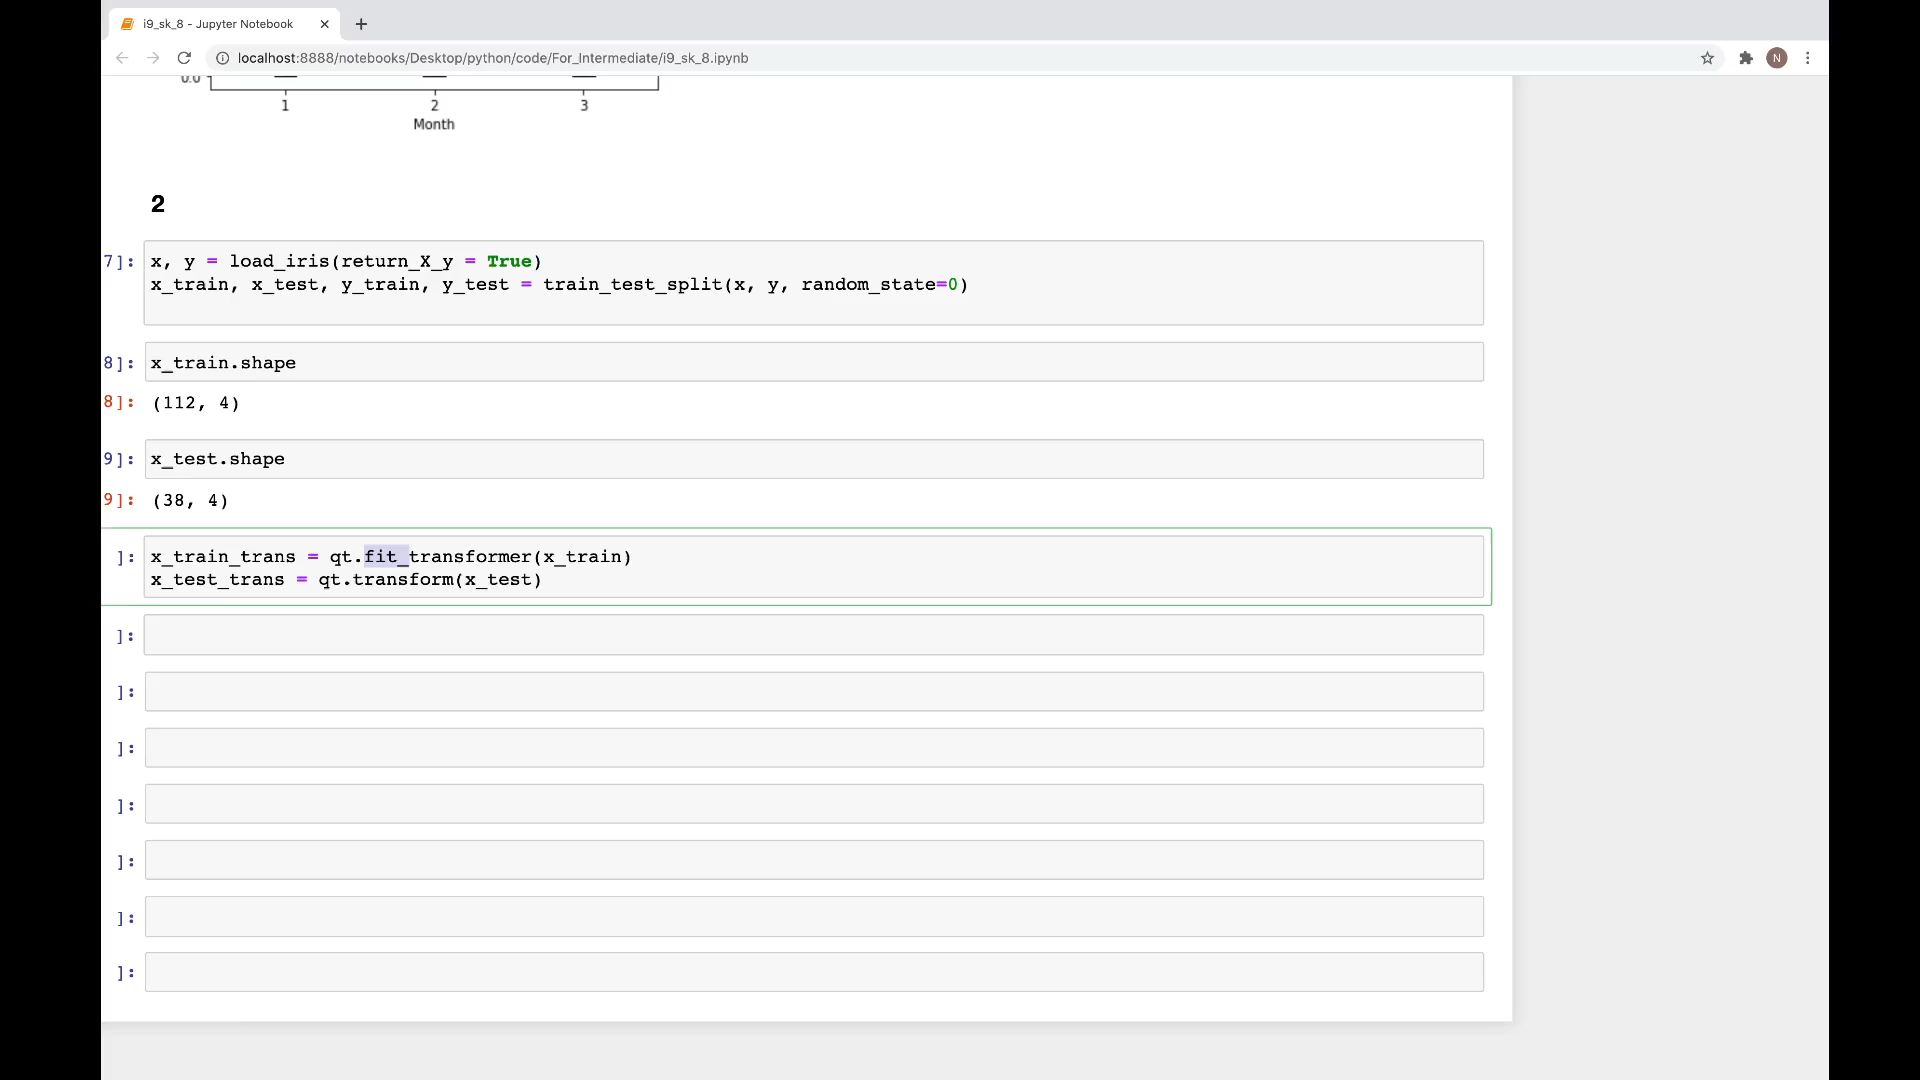 i9_sk_8 - Jupyter Notebook
localhost:8888/notebooks/Desktop/python/code/For_Intermediate/i9_sk_8.ipynb
N
0.0
1 2 3
Month
2
7]: x, y = load_iris(return_X_y = True)
x_train, x_test, y_train, y_test = train_test_split(x, y, random_state=0)
8]: x_train.shape
8]: (112, 4)
9]: x_test.shape
9]: (38, 4)
]: x_train_trans = qt.fit_transformer(x_train)
x_test_trans = qt.transform(x_test)
]:
]:
]:
]:
]:
]:
]: